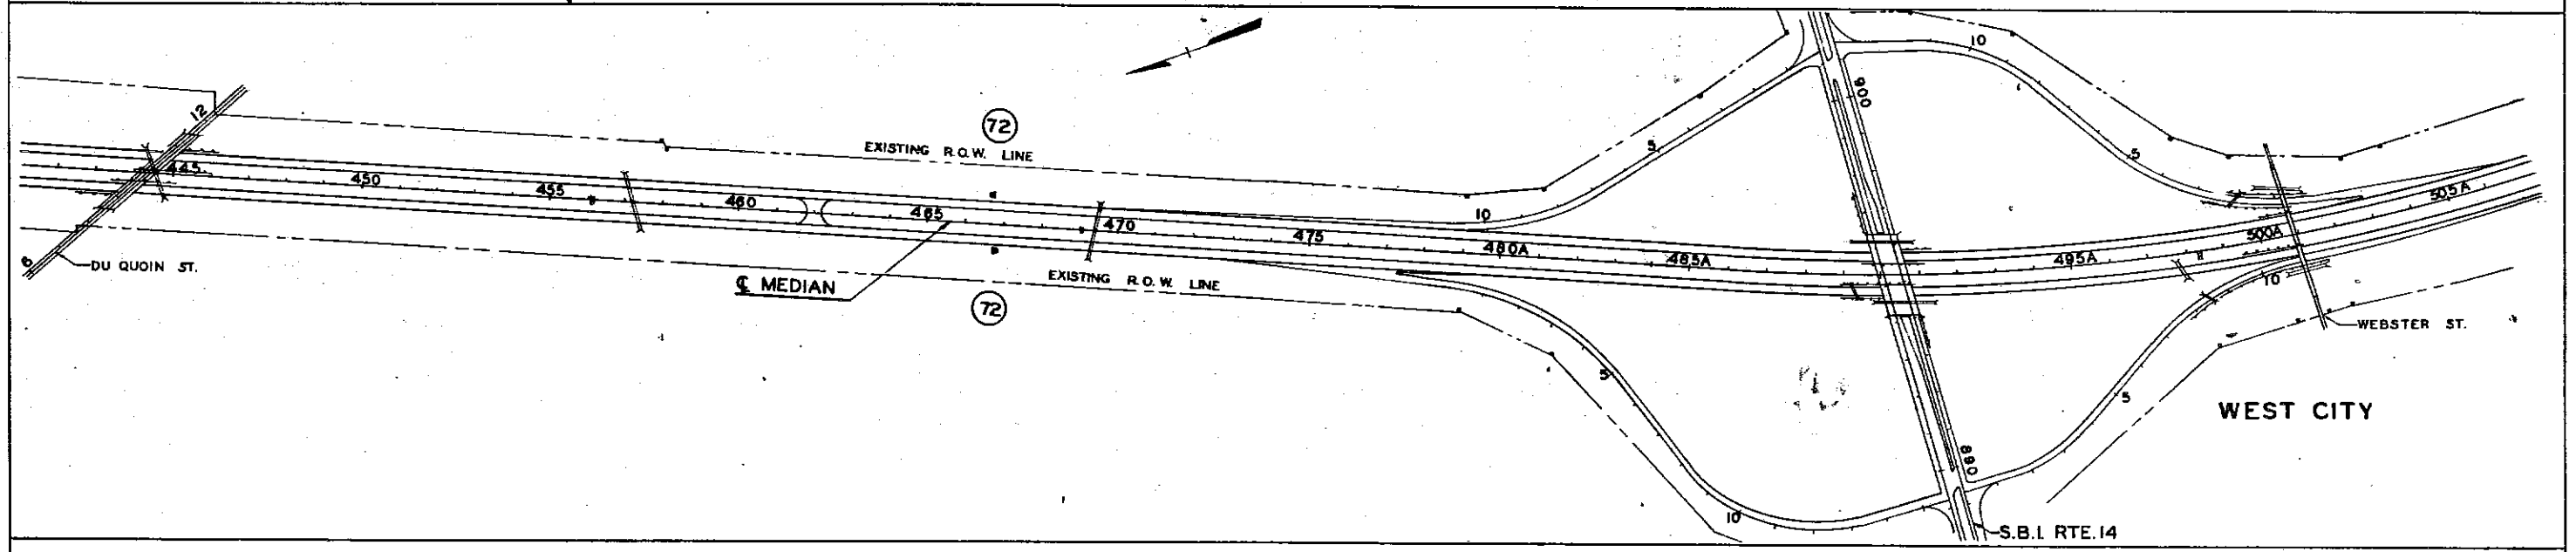 12
6
DU QUOIN ST.
445
450
455
460
465
470
475
480A
485A
495A
500A
505A
72
EXISTING R.O.W. LINE
℄ MEDIAN
EXISTING R.O.W. LINE
72
10
5
900
10
5
5
10
890
S.B.I. RTE.14
5
10
WEBSTER ST.
WEST CITY